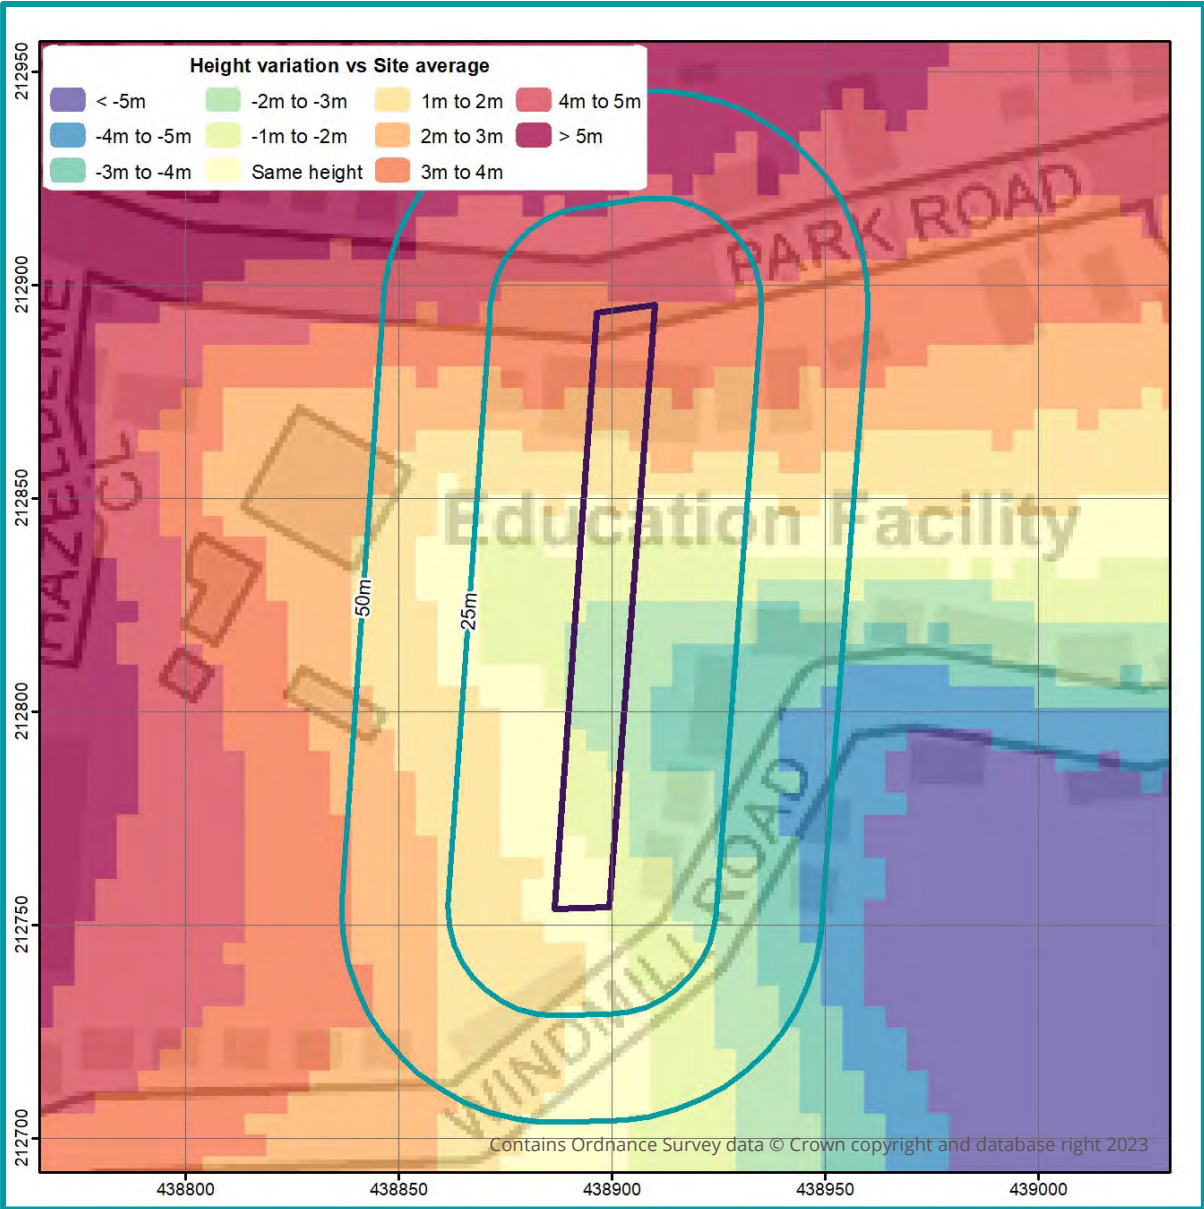 Height variation vs Site average
< -5m
-4m to -5m
-3m to -4m
-2m to -3m
-1m to -2m
Same height
1m to 2m
2m to 3m
3m to 4m
4m to 5m
> 5m
PARK ROAD
HAZELDENE
CL
Education Facility
50m
25m
WINDMILL ROAD
Contains Ordnance Survey data © Crown copyright and database right 2023
212950
212900
212850
212800
212750
212700
438800
438850
438900
438950
439000